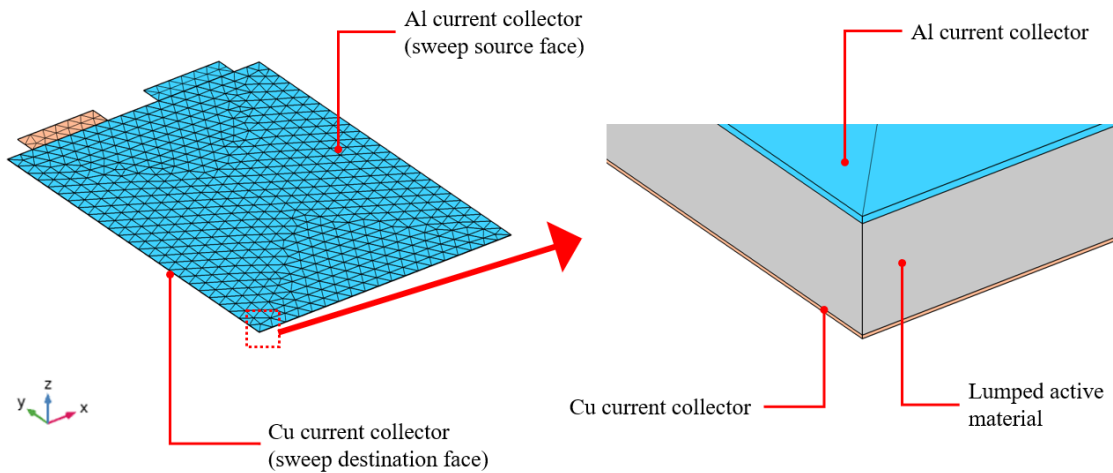 Al current collector
(sweep source face)
Al current collector
Cu current collector
Lumped active
material
z
y
x
Cu current collector
(sweep destination face)